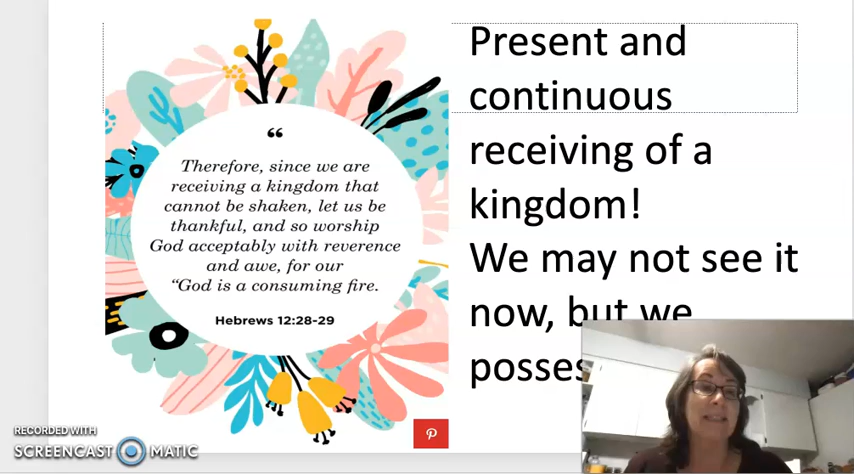 “
Therefore, since we are
receiving a kingdom that
cannot be shaken, let us be
thankful, and so worship
God acceptably with reverence
and awe, for our
“God is a consuming fire.
Hebrews 12:28-29
Present and
continuous
receiving of a
kingdom!
We may not see it
now, but we
RECORDED WITH
SCREENCAST MATIC